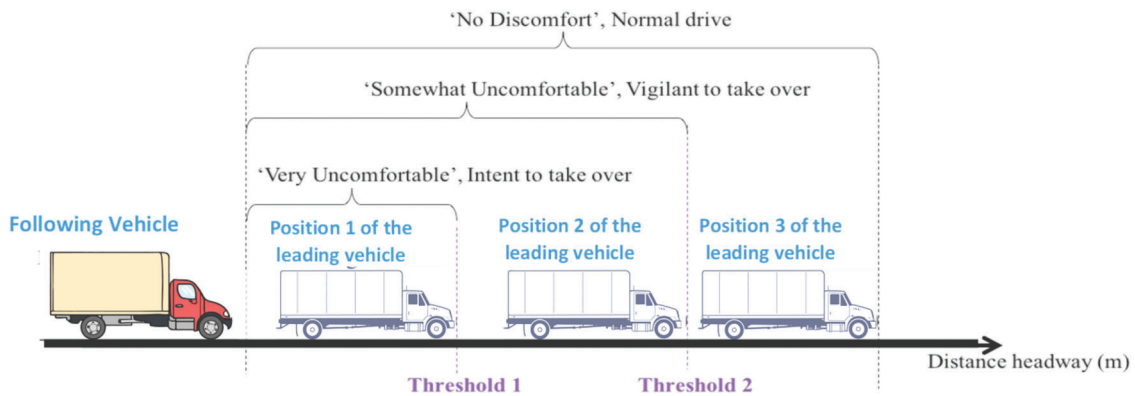 ‘No Discomfort’, Normal drive
‘Somewhat Uncomfortable’, Vigilant to take over
‘Very Uncomfortable’, Intent to take over
Following Vehicle
Position 1 of the
leading vehicle
Position 2 of the
leading vehicle
Position 3 of the
leading vehicle
Distance headway (m)
Threshold 1
Threshold 2